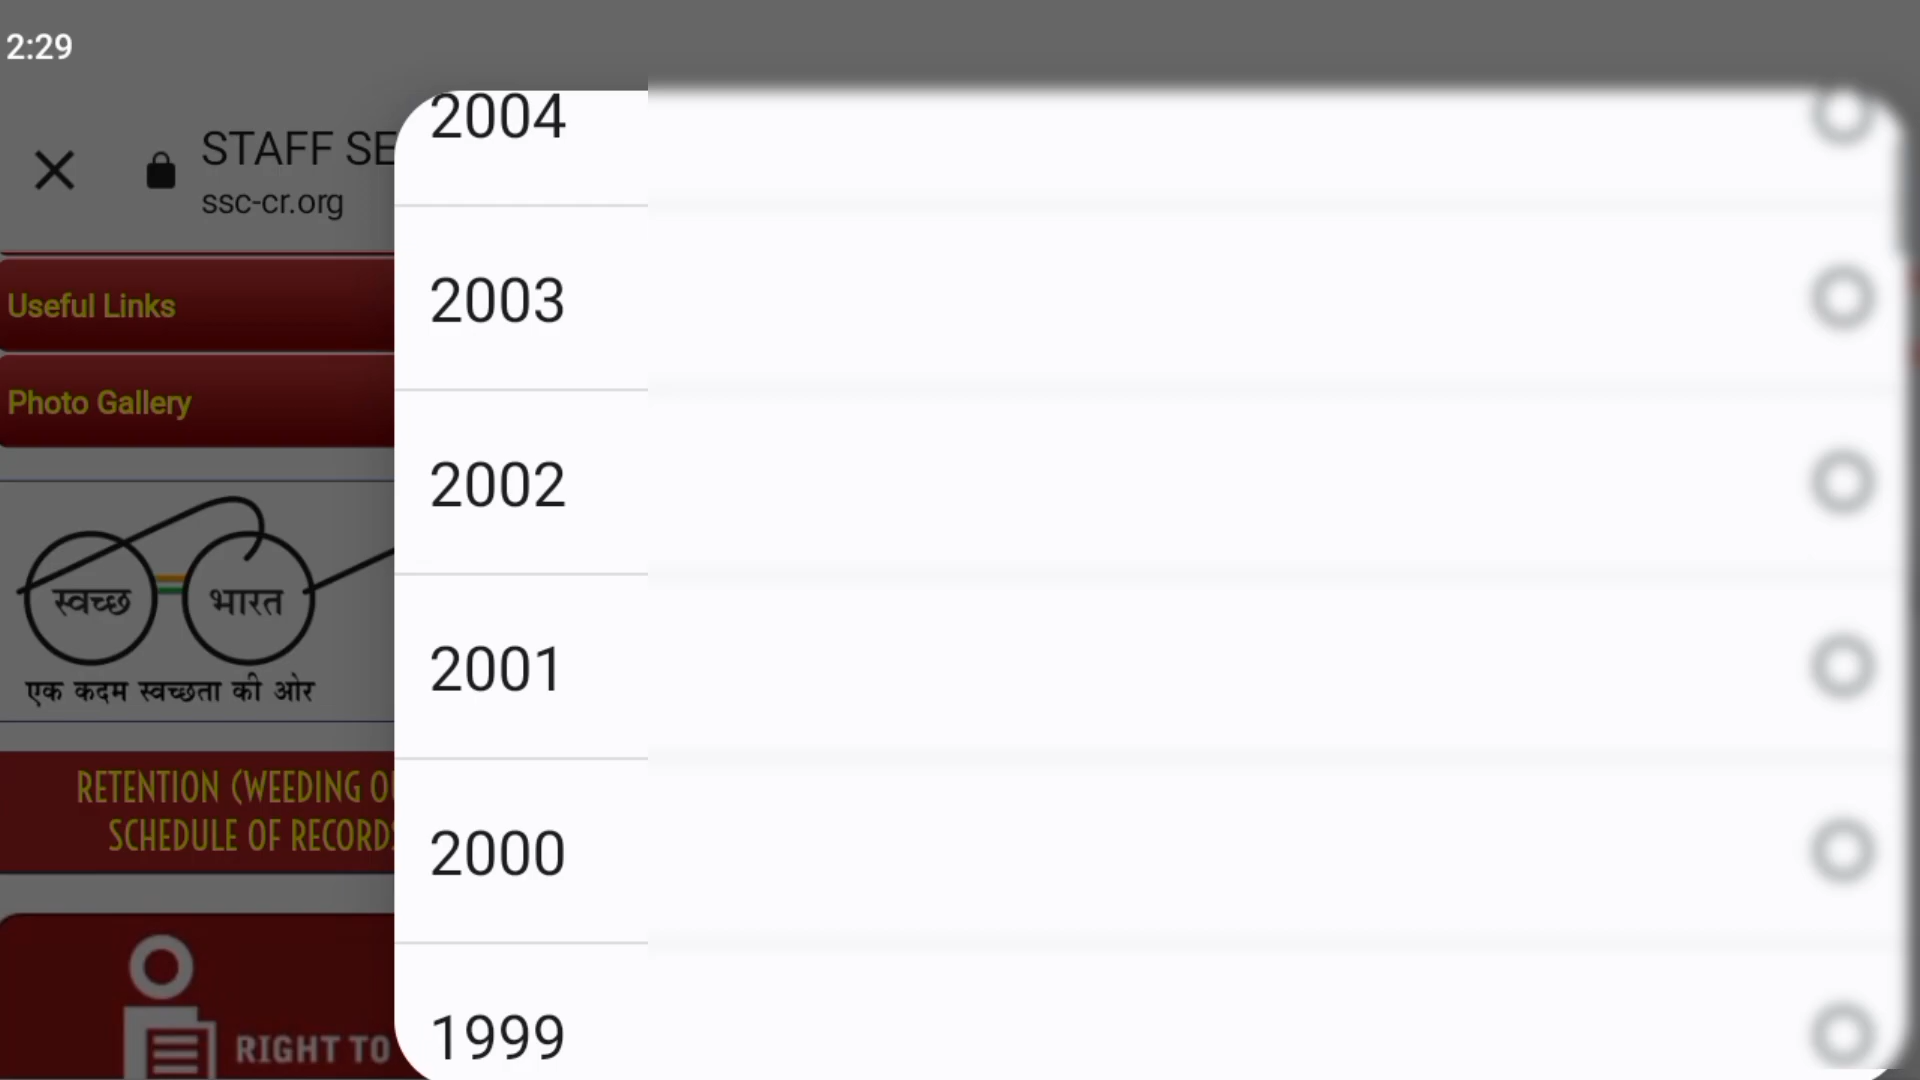 2:29
STAFF SE
ssc-cr.org
Useful Links
Photo Gallery
स्वच्छ भारत
एक कदम स्वच्छता की ओर
RETENTION (WEEDING O
SCHEDULE OF RECORDS
RIGHT TO
2004
2003
2002
2001
2000
1999